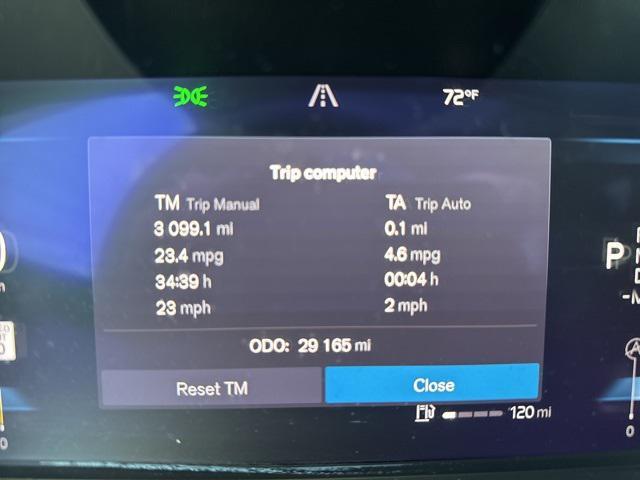 72°F
Trip computer
TM Trip Manual
TA Trip Auto
3 099.1 mi
0.1 mi
23.4 mpg
4.6 mpg
34:39 h
00:04 h
23 mph
2 mph
P
ODO: 29 165 mi
Reset TM
Close
120 mi
0
0